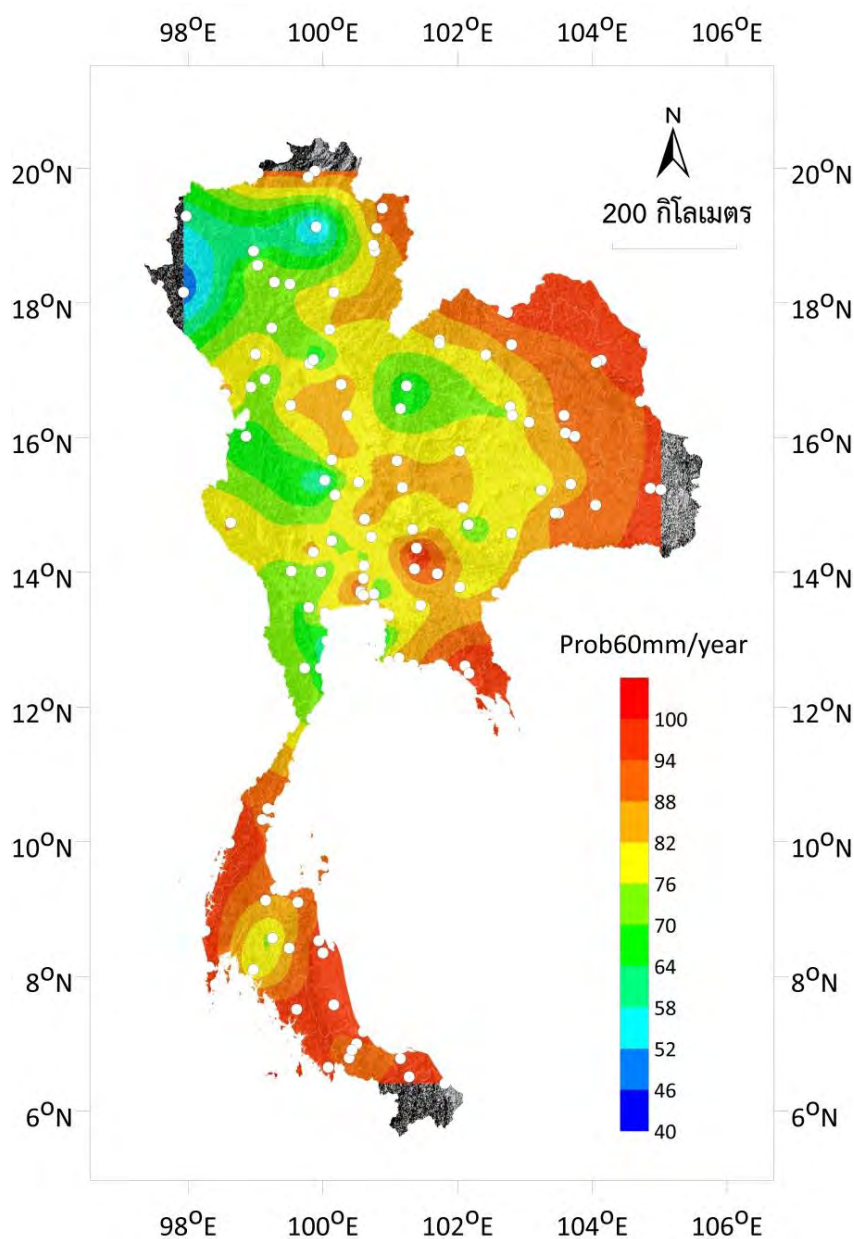 98°E 100°E 102°E 104°E 106°E
N
20°N 20°N
200 กิโลเมตร
18°N 18°N
16°N 16°N
14°N 14°N
Prob60mm/year
12°N 12°N
100
94
88
10°N 10°N
82
76
70
8°N 8°N
64
58
52
46
6°N 6°N
40
98°E 100°E 102°E 104°E 106°E